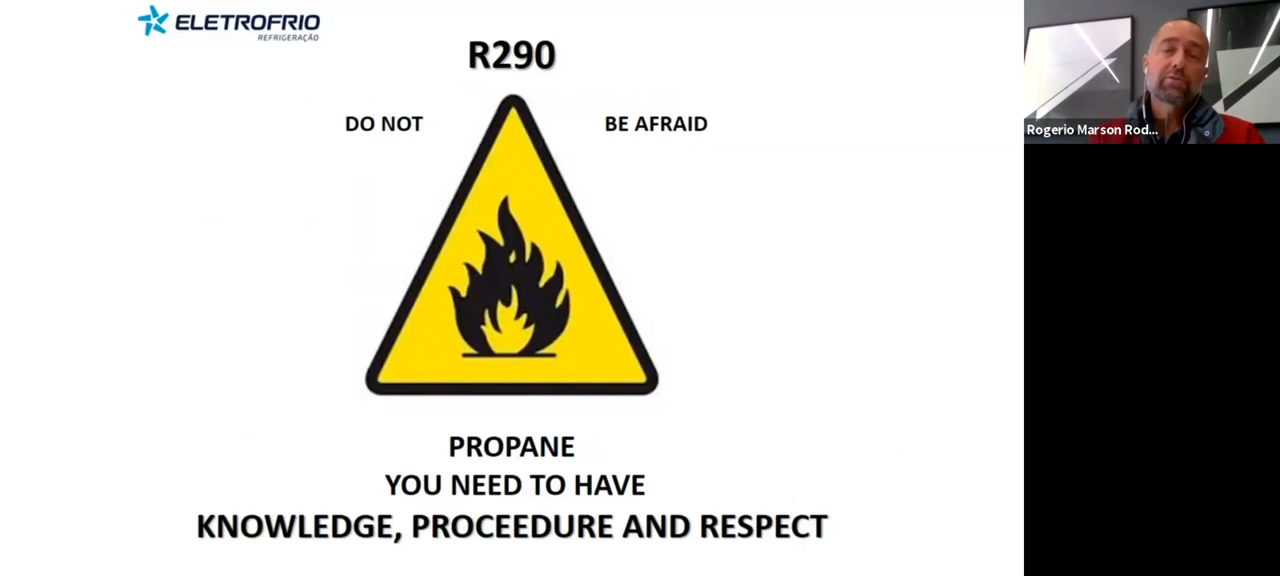 ELETROFRIO
REFRIGERAÇÃO
R290
DO NOT BE AFRAID
PROPANE
YOU NEED TO HAVE
KNOWLEDGE, PROCEEDURE AND RESPECT
Rogerio Marson Rod...